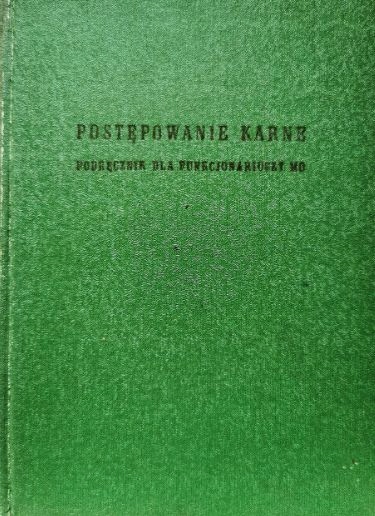 POSTĘPOWANIE KARNE
PODRĘCZNIK DLA FUNKCJONARIUSZY MO